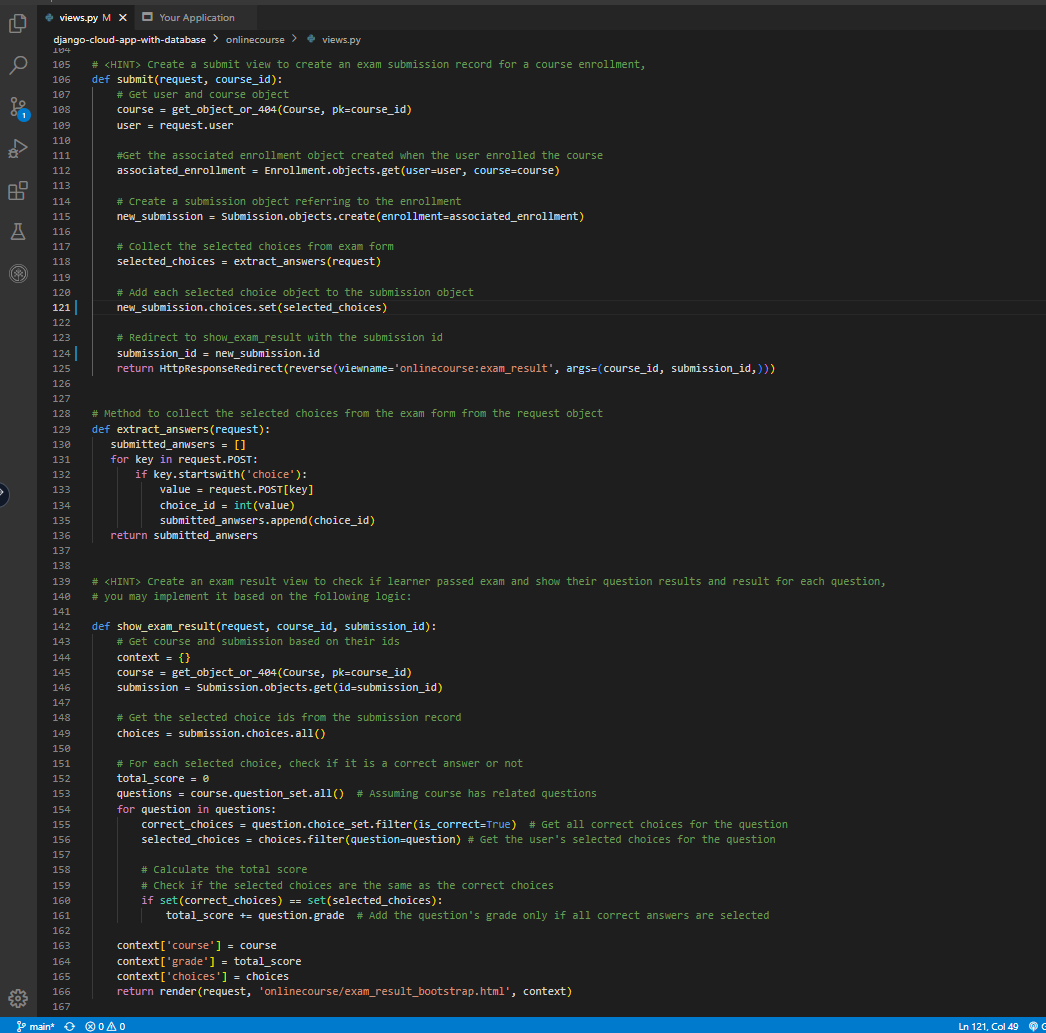 views.py M
Your Application
django-cloud-app-with-database > onlinecourse > views.py
104
105 # <HINT> Create a submit view to create an exam submission record for a course enrollment,
106 def submit(request, course_id):
107     # Get user and course object
108     course = get_object_or_404(Course, pk=course_id)
109     user = request.user
110
111     #Get the associated enrollment object created when the user enrolled the course
112     associated_enrollment = Enrollment.objects.get(user=user, course=course)
113
114     # Create a submission object referring to the enrollment
115     new_submission = Submission.objects.create(enrollment=associated_enrollment)
116
117     # Collect the selected choices from exam form
118     selected_choices = extract_answers(request)
119
120     # Add each selected choice object to the submission object
121     new_submission.choices.set(selected_choices)
122
123     # Redirect to show_exam_result with the submission id
124     submission_id = new_submission.id
125     return HttpResponseRedirect(reverse(viewname='onlinecourse:exam_result', args=(course_id, submission_id,)))
126
127
128 # Method to collect the selected choices from the exam form from the request object
129 def extract_answers(request):
130    submitted_anwsers = []
131    for key in request.POST:
132        if key.startswith('choice'):
133            value = request.POST[key]
134            choice_id = int(value)
135            submitted_anwsers.append(choice_id)
136    return submitted_anwsers
137
138
139 # <HINT> Create an exam result view to check if learner passed exam and show their question results and result for each question,
140 # you may implement it based on the following logic:
141
142 def show_exam_result(request, course_id, submission_id):
143     # Get course and submission based on their ids
144     context = {}
145     course = get_object_or_404(Course, pk=course_id)
146     submission = Submission.objects.get(id=submission_id)
147
148     # Get the selected choice ids from the submission record
149     choices = submission.choices.all()
150
151     # For each selected choice, check if it is a correct answer or not
152     total_score = 0
153     questions = course.question_set.all()  # Assuming course has related questions
154     for question in questions:
155         correct_choices = question.choice_set.filter(is_correct=True)  # Get all correct choices for the question
156         selected_choices = choices.filter(question=question) # Get the user's selected choices for the question
157
158         # Calculate the total score
159         # Check if the selected choices are the same as the correct choices
160         if set(correct_choices) == set(selected_choices):
161             total_score += question.grade  # Add the question's grade only if all correct answers are selected
162
163     context['course'] = course
164     context['grade'] = total_score
165     context['choices'] = choices
166     return render(request, 'onlinecourse/exam_result_bootstrap.html', context)
167
1
main* 0 0 Ln 121, Col 49